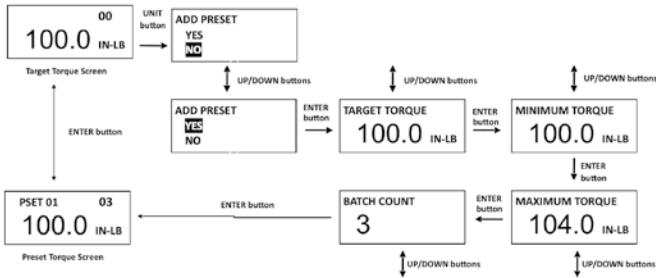 00
100.0 IN-LB
Target Torque Screen
UNIT
button
ADD PRESET
YES
NO
UP/DOWN buttons
UP/DOWN buttons
UP/DOWN buttons
ENTER button
ADD PRESET
YES
NO
ENTER
button
TARGET TORQUE
100.0 IN-LB
ENTER
button
MINIMUM TORQUE
100.0 IN-LB
ENTER
button
PSET 01 03
100.0 IN-LB
Preset Torque Screen
ENTER button
BATCH COUNT
3
ENTER
button
MAXIMUM TORQUE
104.0 IN-LB
UP/DOWN buttons
UP/DOWN buttons